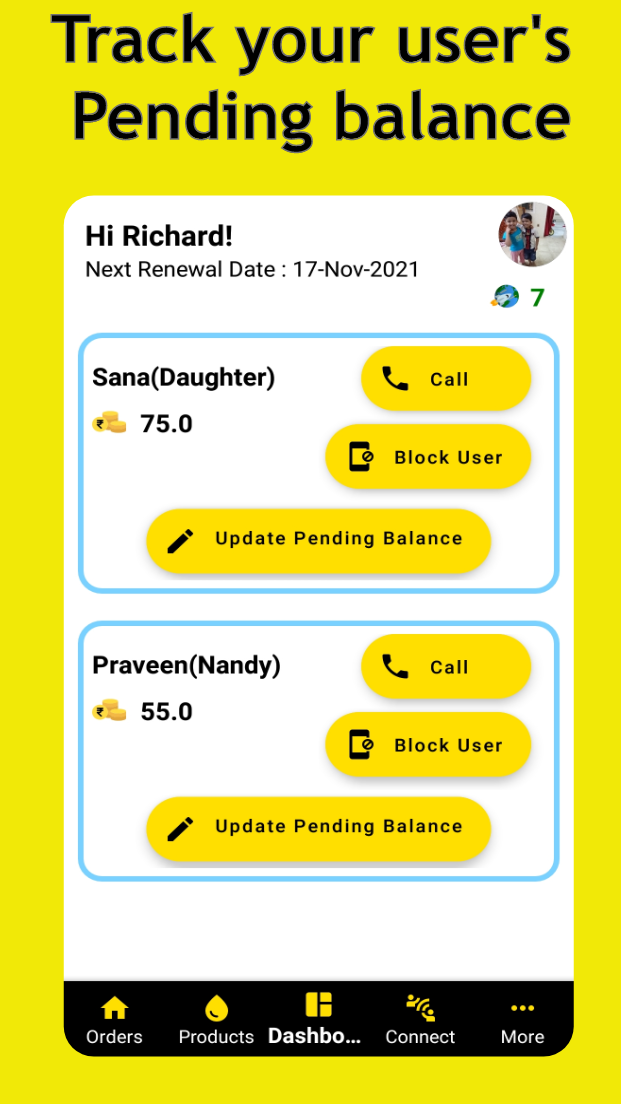 Track your user's
Pending balance
Hi Richard!
Next Renewal Date : 17-Nov-2021
7
Sana(Daughter)
Call
₹ 75.0
Block User
Update Pending Balance
Praveen(Nandy)
Call
₹ 55.0
Block User
Update Pending Balance
Orders Products Dashbo... Connect More